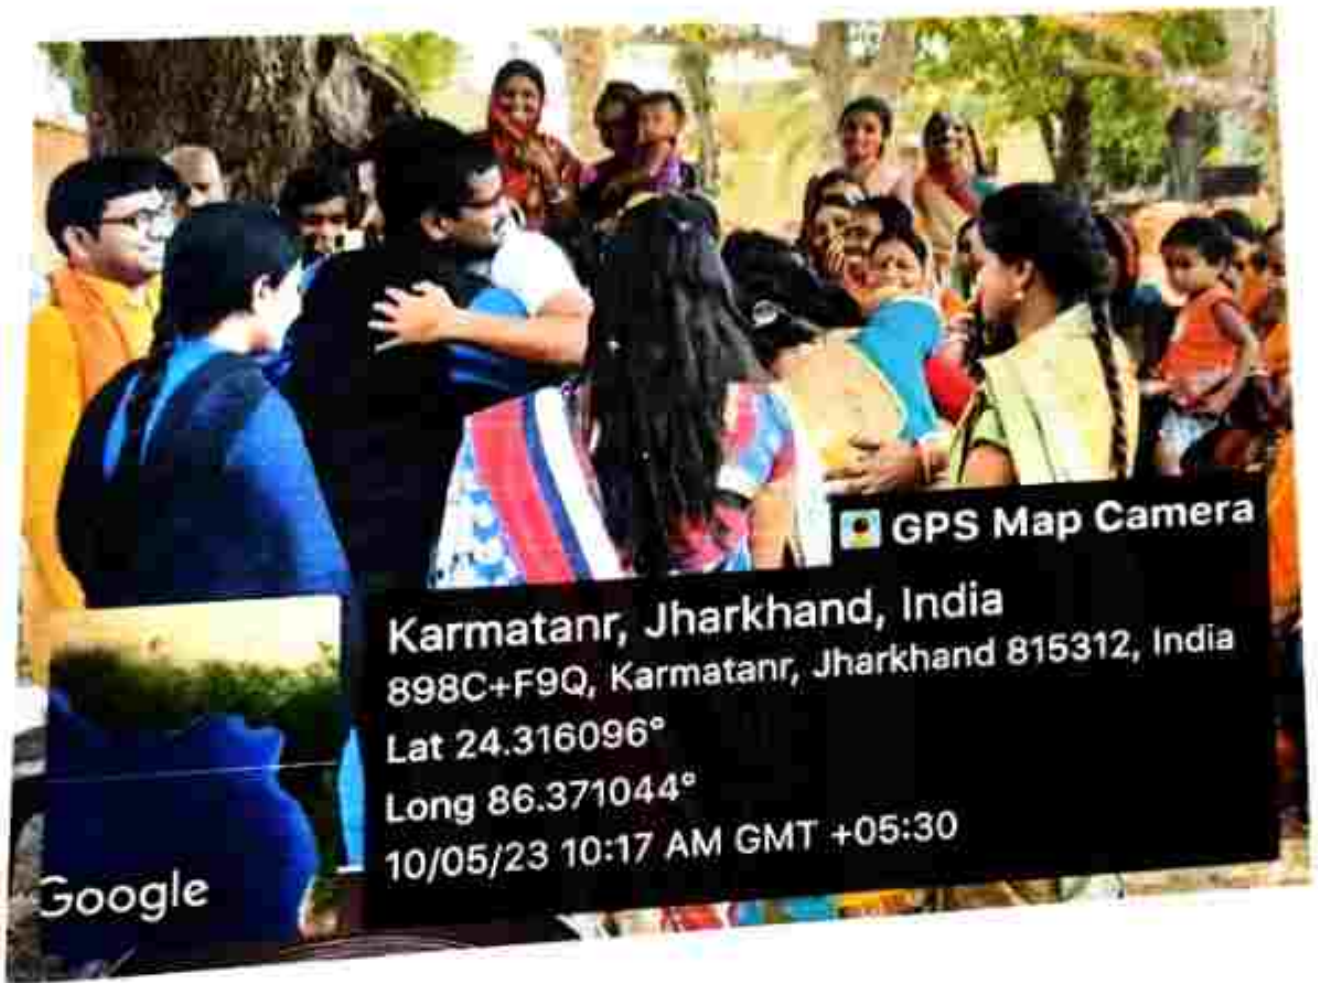 GPS Map Camera
Karmatanr, Jharkhand, India
898C+F9Q, Karmatanr, Jharkhand 815312, India
Lat 24.316096°
Long 86.371044°
10/05/23 10:17 AM GMT +05:30
Google